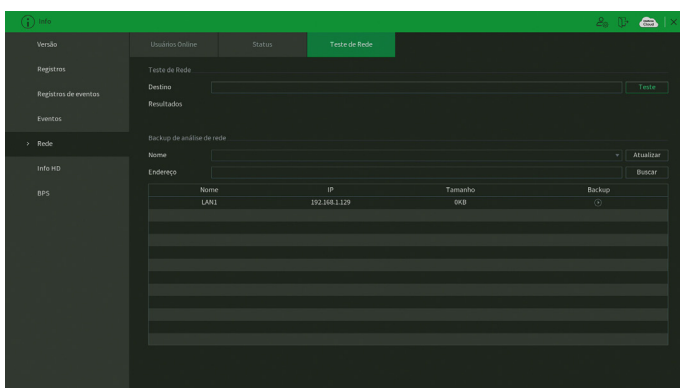 Info
Versão
Registros
Registros de eventos
Eventos
> Rede
Info HD
BPS
Usuários Online Status Teste de Rede
Teste de Rede
Destino Teste
Resultados
Backup de análise de rede
Nome Atualizar
Endereço Buscar
Nome IP Tamanho Backup
LAN1 192.168.1.129 0KB